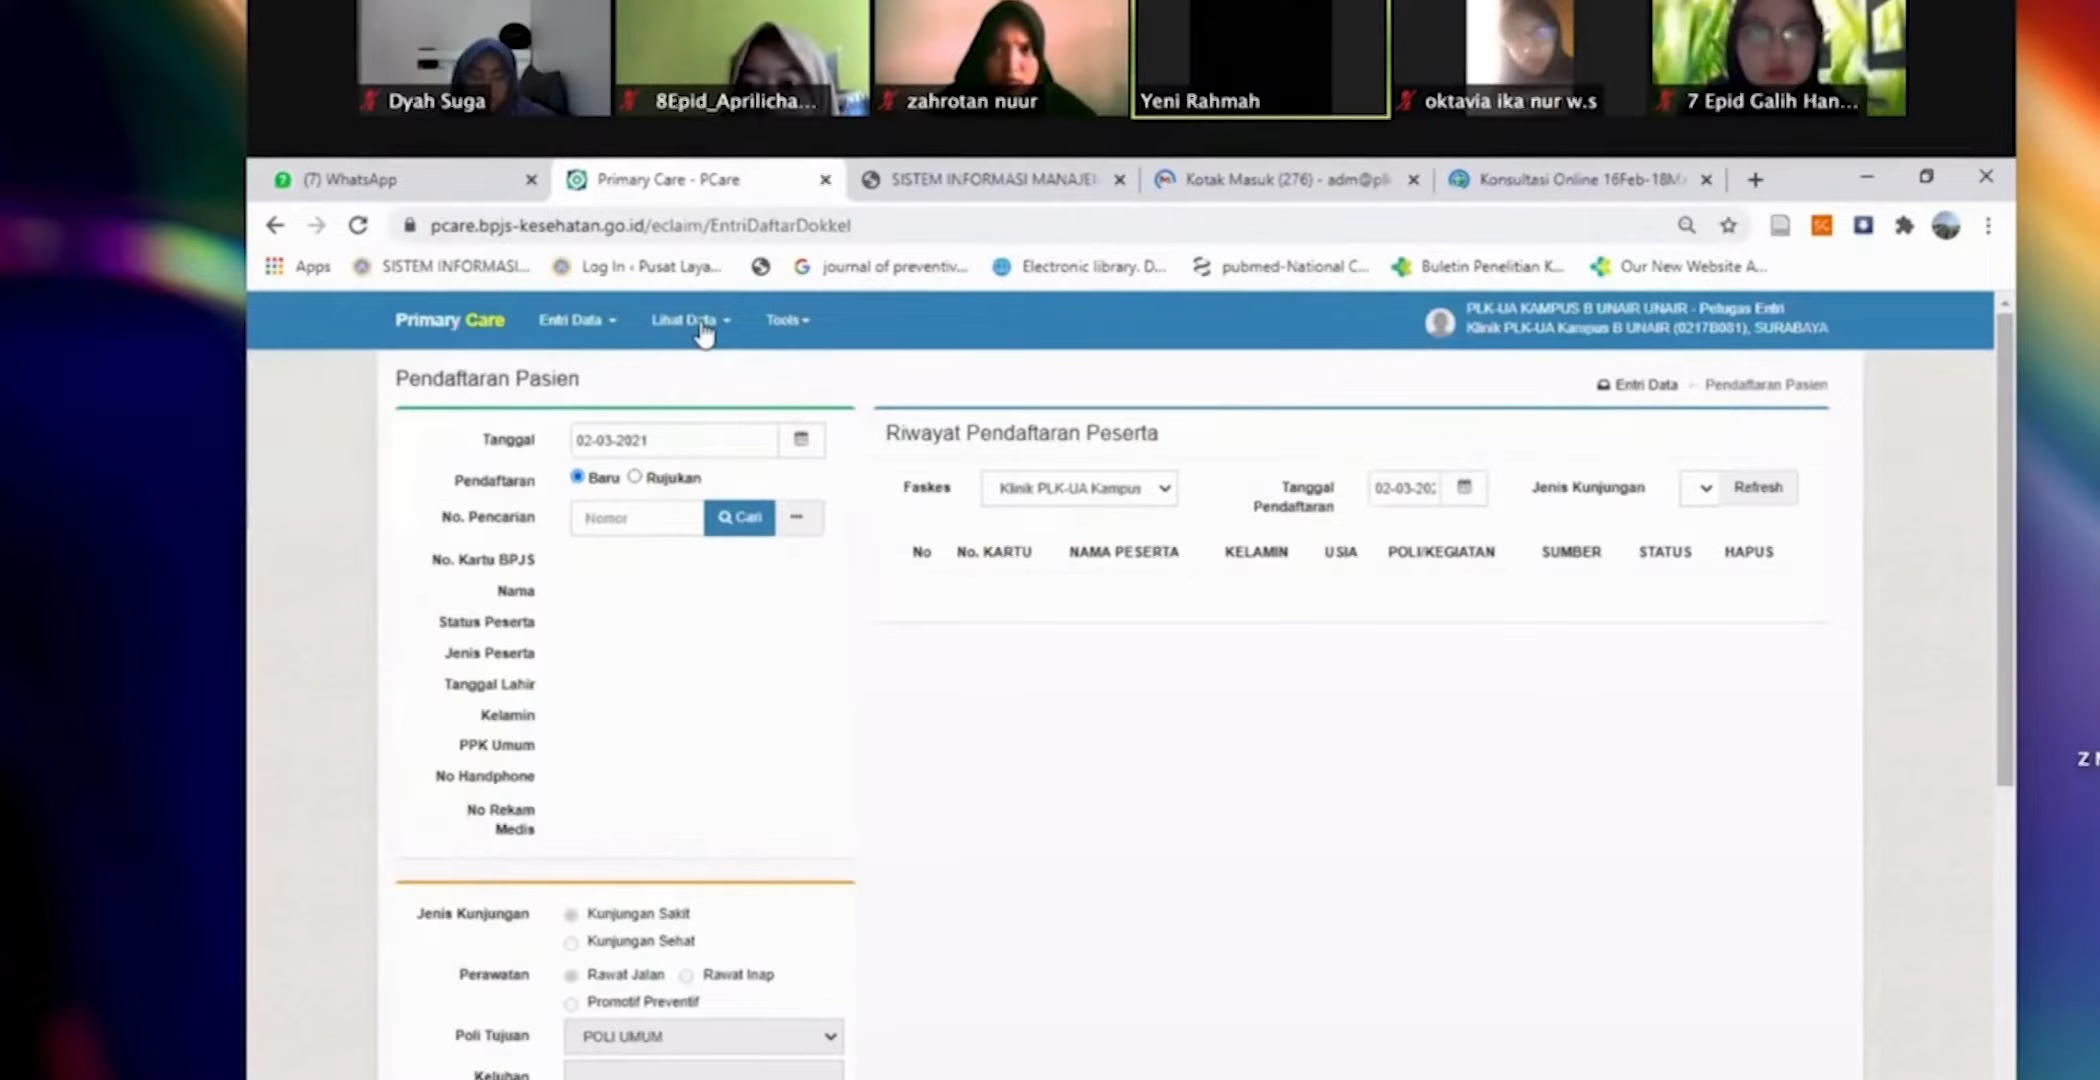 Dyah Suga
8Epid_Aprilicha...
zahrotan nuur
Yeni Rahmah
oktavia ika nur w.s
7 Epid Galih Han...
(7) WhatsApp
Primary Care - PCare
SISTEM INFORMASI MANAJE
Kotak Masuk (276) - adm@pl
Konsultasi Online 16Feb-18M
pcare.bpjs-kesehatan.go.id/eclaim/EntriDaftarDokkel
Apps
SISTEM INFORMASI...
Log In ‹ Pusat Laya...
journal of preventiv...
Electronic library. D...
pubmed-National C...
Buletin Penelitian K...
Our New Website A...
Primary Care
Entri Data
Lihat Data
Tools
PLK-UA KAMPUS B UNAIR UNAIR - Petugas Entri
Klinik PLK-UA Kampus B UNAIR (0217B081), SURABAYA
Pendaftaran Pasien
Entri Data
Pendaftaran Pasien
Tanggal
02-03-2021
Pendaftaran
Baru
Rujukan
No. Pencarian
Nomor
Cari
No. Kartu BPJS
Nama
Status Peserta
Jenis Peserta
Tanggal Lahir
Kelamin
PPK Umum
No Handphone
No Rekam
Medis
Riwayat Pendaftaran Peserta
Faskes
Klinik PLK-UA Kampus
Tanggal
Pendaftaran
02-03-202
Jenis Kunjungan
Refresh
No
No. KARTU
NAMA PESERTA
KELAMIN
USIA
POLI/KEGIATAN
SUMBER
STATUS
HAPUS
Jenis Kunjungan
Kunjungan Sakit
Kunjungan Sehat
Perawatan
Rawat Jalan
Rawat Inap
Promotif Preventif
Poli Tujuan
POLI UMUM
Keluhan